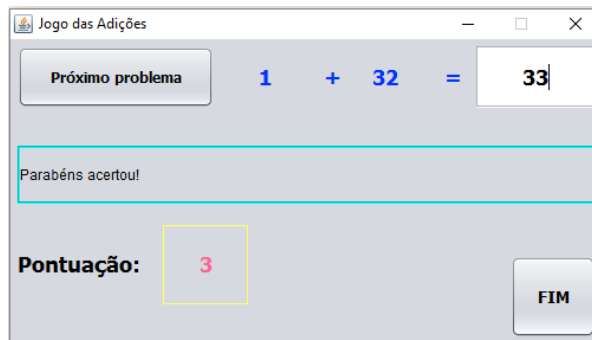 Jogo das Adições
Próximo problema 1 + 32 = 33
Parabéns acertou!
Pontuação: 3
FIM